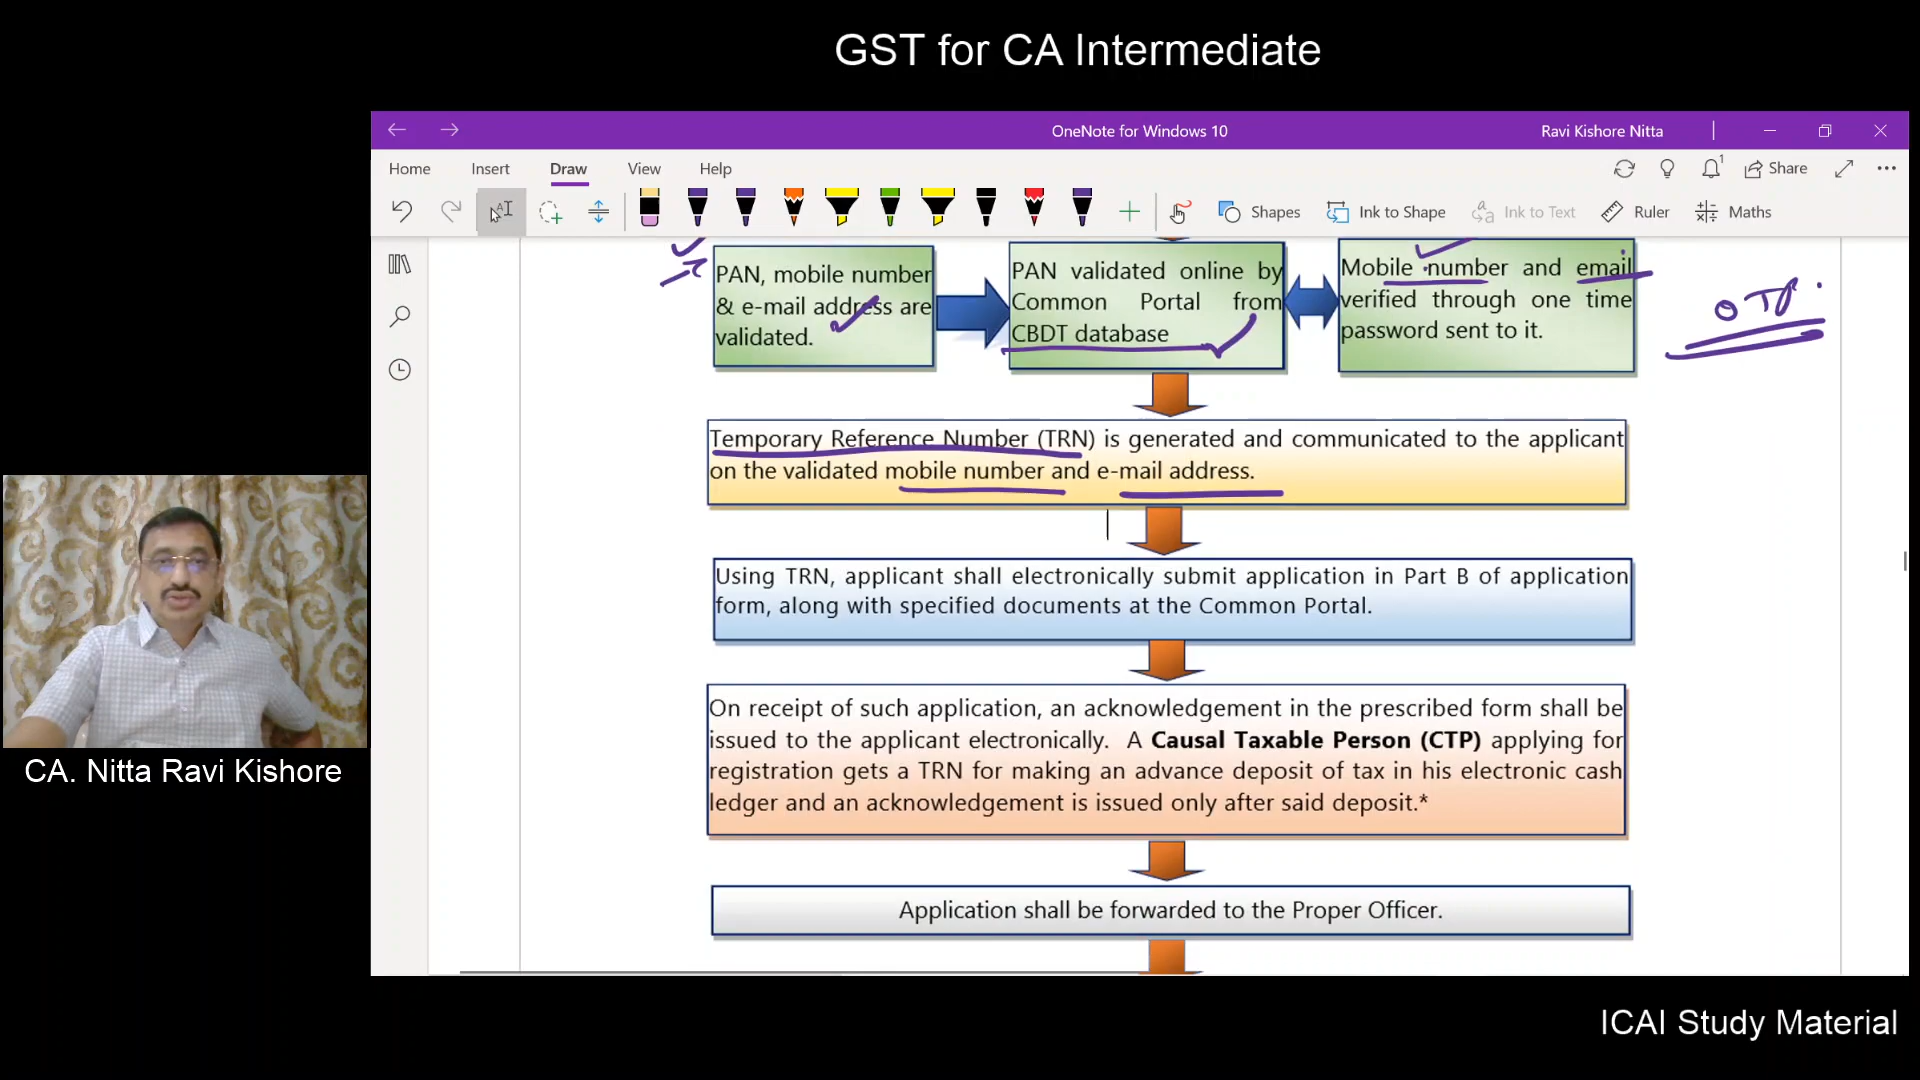 GST for CA Intermediate
OneNote for Windows 10
Ravi Kishore Nitta
Home Insert Draw View Help
Share
Shapes Ink to Shape Ink to Text Ruler Maths
PAN, mobile number
& e-mail address are
validated.
PAN validated online by
Common Portal from
CBDT database
Mobile number and email
verified through one time
password sent to it.
OTP.
Temporary Reference Number (TRN) is generated and communicated to the applicant
on the validated mobile number and e-mail address.
Using TRN, applicant shall electronically submit application in Part B of application
form, along with specified documents at the Common Portal.
On receipt of such application, an acknowledgement in the prescribed form shall be
issued to the applicant electronically. A Causal Taxable Person (CTP) applying for
registration gets a TRN for making an advance deposit of tax in his electronic cash
ledger and an acknowledgement is issued only after said deposit.*
Application shall be forwarded to the Proper Officer.
CA. Nitta Ravi Kishore
ICAI Study Material